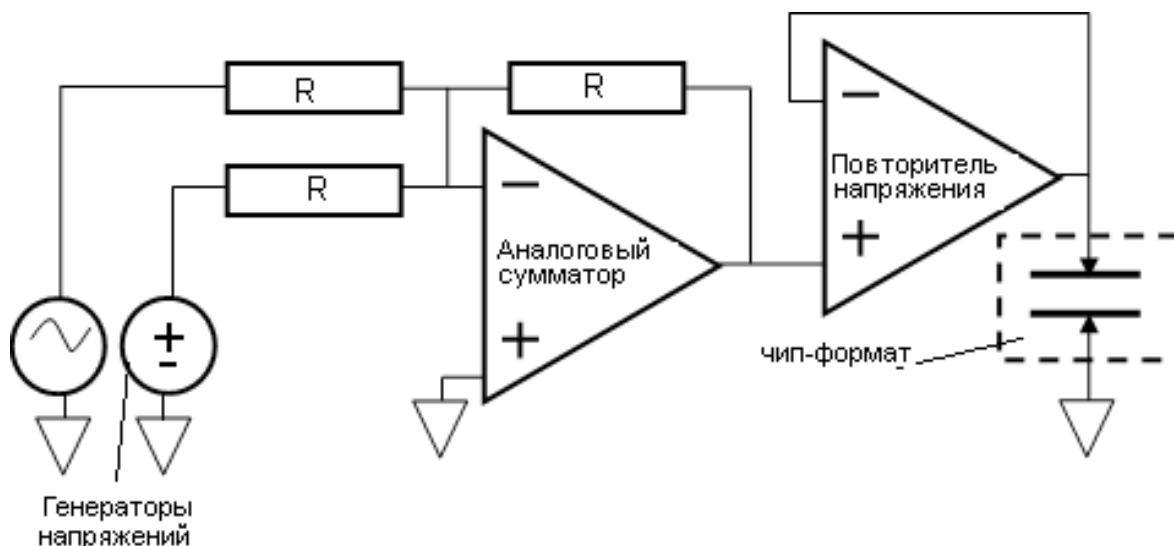 R
R
R
Повторитель
напряжения
Аналоговый
сумматор
чип-формат
Генераторы
напряжений